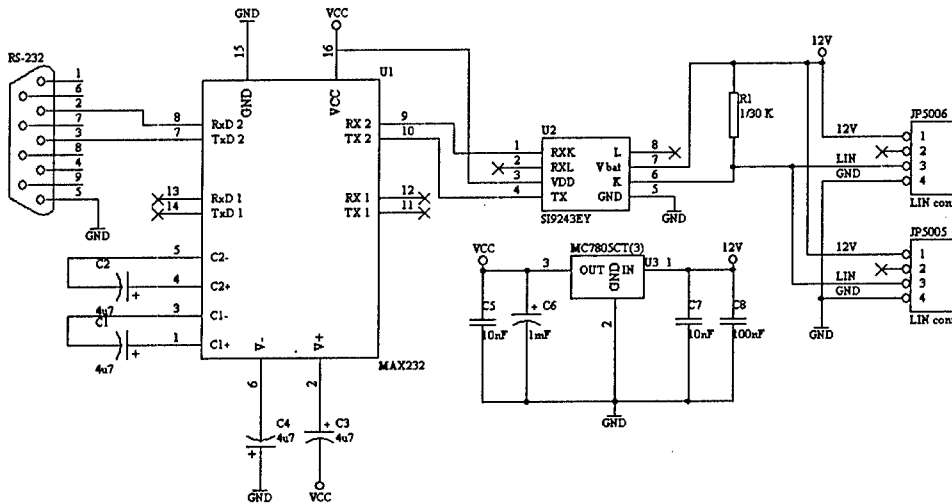 RS-232
1
6
2
7
3
8
4
9
5
GND
GND
15
VCC
16
U1
GND
VCC
8
RxD 2
7
TxD 2
13
RxD 1
14
TxD 1
5
C2-
4
C2+
3
C1-
1
C1+
C2
4u7
C1
4u7
9
RX 2
10
TX 2
12
RX 1
11
TX 1
V-
V+
MAX232
6
2
C4
4u7
C3
4u7
GND
VCC
U2
1
RXK
2
RXL
3
VDD
4
TX
L
8
Vbat
7
K
6
GND
5
SI9243EY
GND
12V
R1
1/30 K
VCC
3
MC7805CT(3)
OUT
GND
IN
U3
1
12V
2
C5
10nF
C6
1mF
C7
10nF
C8
100nF
GND
JP5006
12V
1
2
LIN
3
GND
4
LIN con
JP5005
12V
1
2
LIN
3
GND
4
LIN con
GND